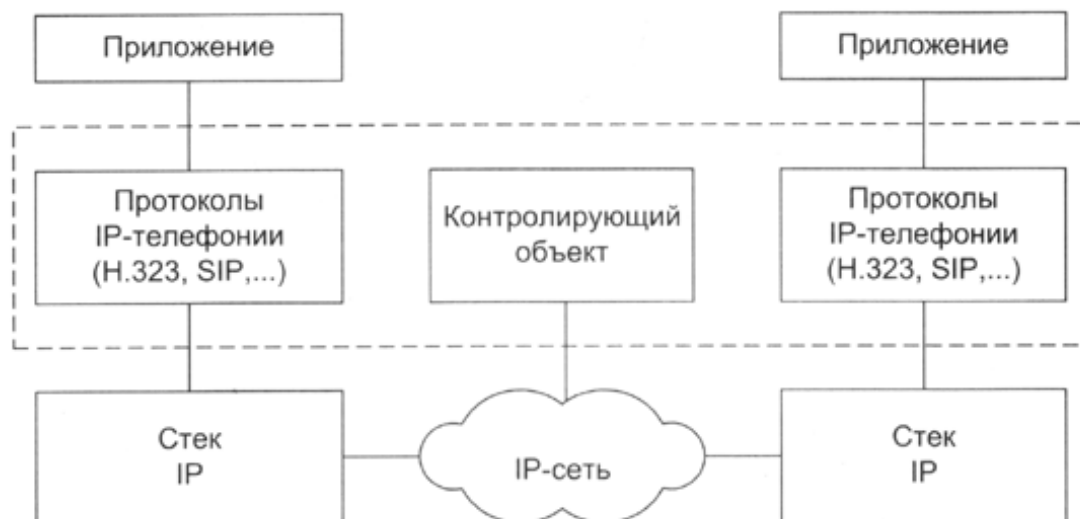 Приложение
Приложение
Протоколы
IP-телефонии
(H.323, SIP,...)
Контролирующий
объект
Протоколы
IP-телефонии
(H.323, SIP,...)
Стек
IP
IP-сеть
Стек
IP